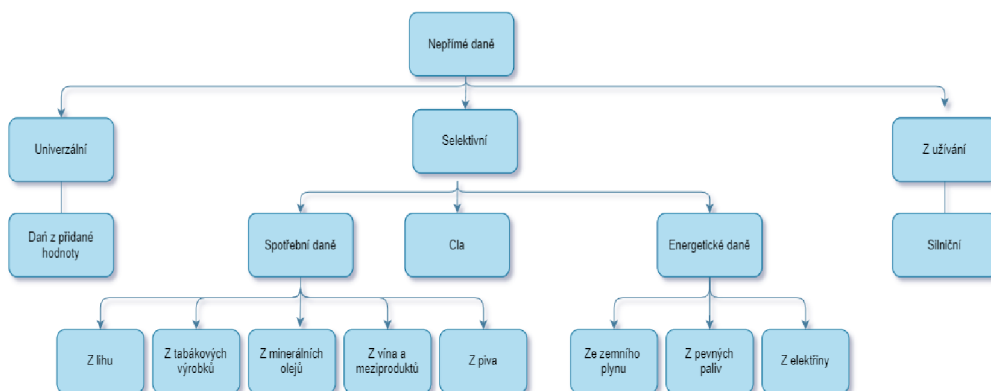 Nepřímé daně
Univerzální
Selektivní
Z užívání
Daň z přidané
hodnoty
Spotřební daně
Cla
Energetické daně
Silniční
Z lihu
Z tabákových
výrobků
Z minerálních
olejů
Z vína a
meziproduktů
Z piva
Ze zemního
plynu
Z pevných
paliv
Z elektřiny